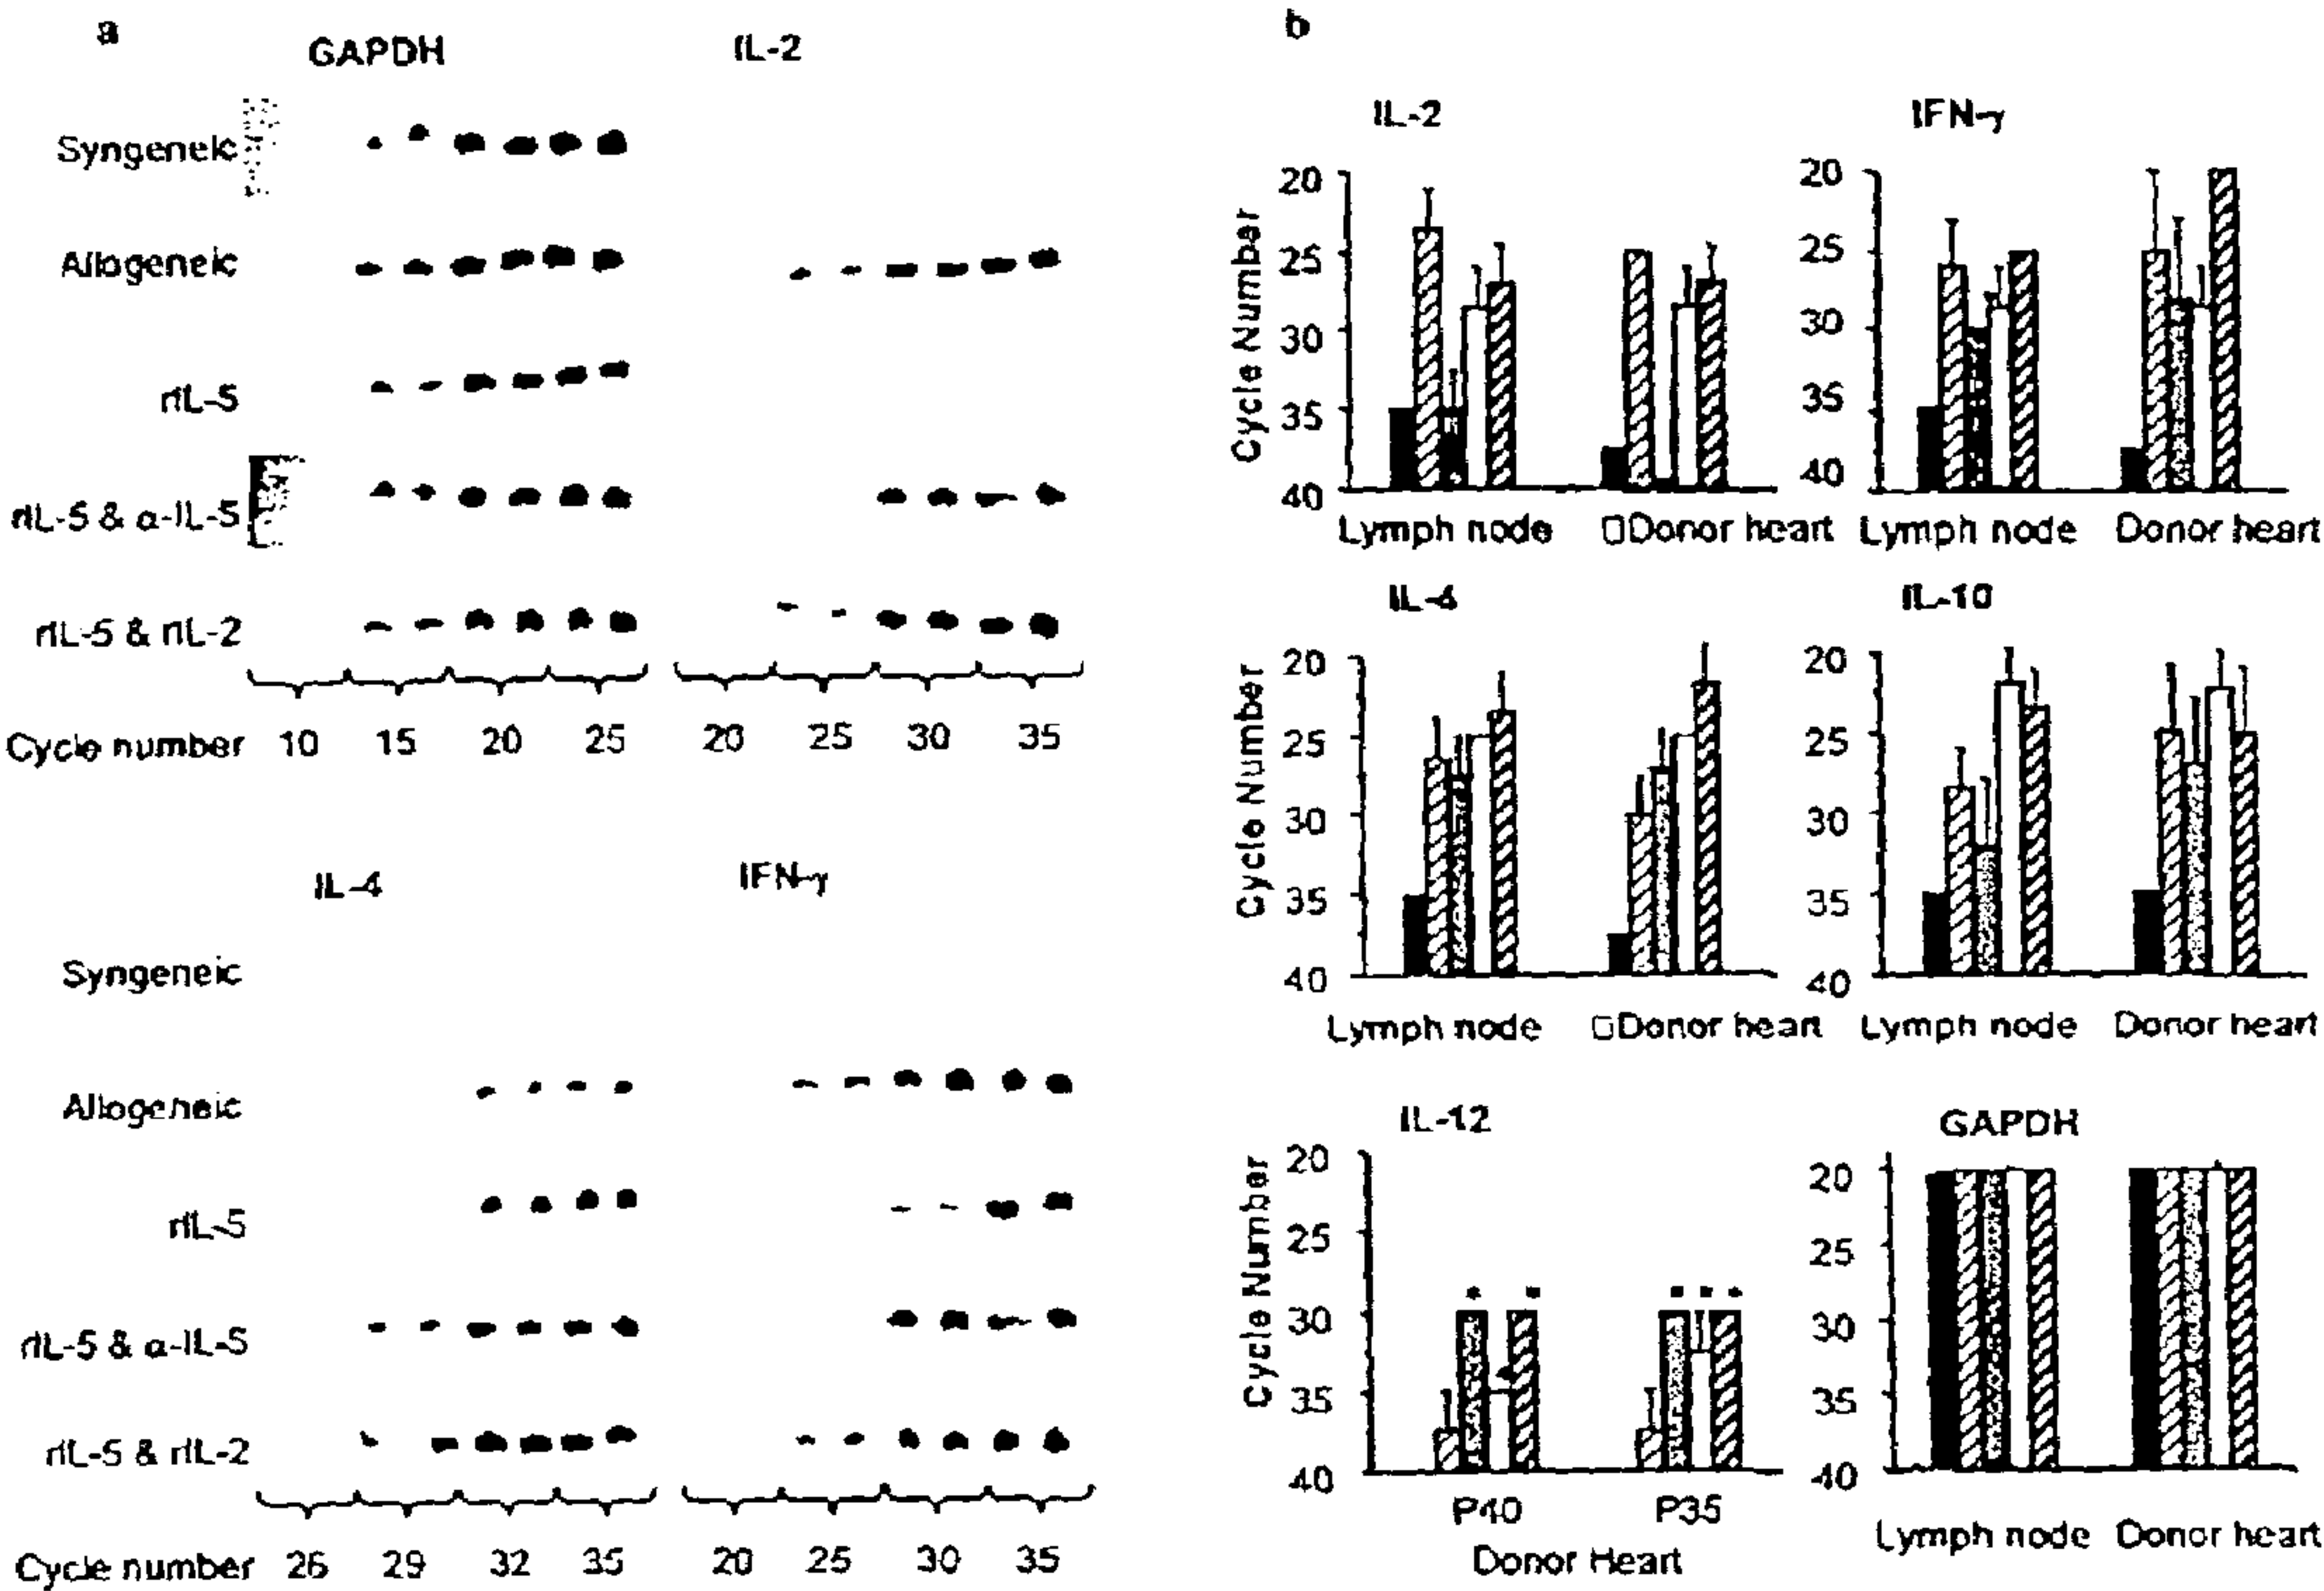 a
GAPDH IL-2
Syngeneic
Allogeneic
rIL-5
rIL-5 & α-IL-5
rIL-5 & rIL-2
Cycle number 10 15 20 25 20 25 30 35
IL-4 IFN-γ
Syngeneic
Allogeneic
rIL-5
rIL-5 & α-IL-5
rIL-5 & rIL-2
Cycle number 26 29 32 35 20 25 30 35
b
IL-2 IFN-γ
Cycle Number
20 20
25 25
30 30
35 35
40 40
Lymph node Donor heart Lymph node Donor heart
IL-4 IL-10
Cycle Number
20 20
25 25
30 30
35 35
40 40
Lymph node Donor heart Lymph node Donor heart
IL-12 GAPDH
Cycle Number
20 20
25 25
30 30
35 35
40 40
P40 P35
Donor Heart
Lymph node Donor heart